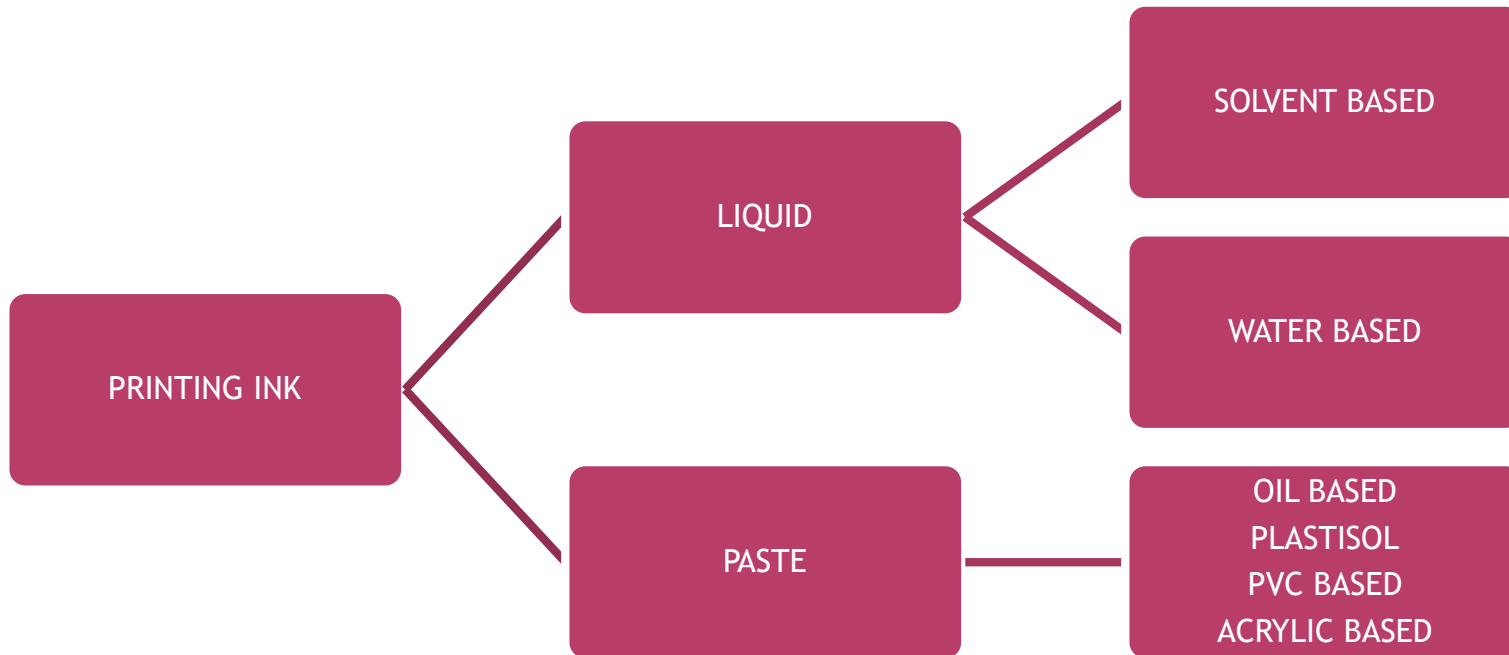 PRINTING INK
LIQUID
SOLVENT BASED
WATER BASED
PASTE
OIL BASED
PLASTISOL
PVC BASED
ACRYLIC BASED